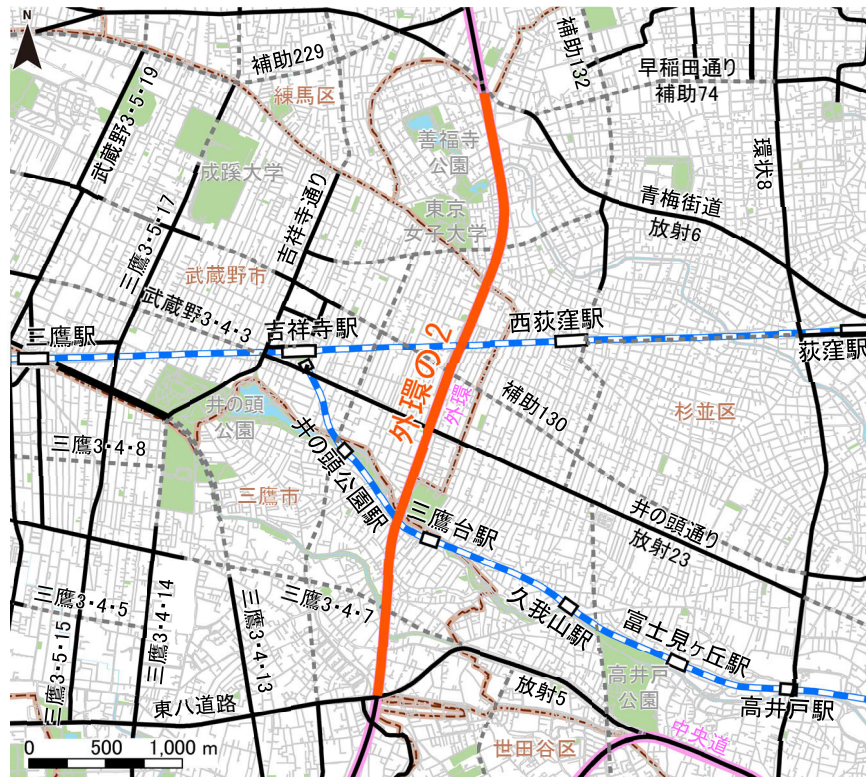 N
補助229
補助132
早稲田通り
補助74
練馬区
武蔵野3・5・19
善福寺
公園
環状8
成蹊大学
吉祥寺通り
東京
女子大学
青梅街道
放射6
三鷹3・5・17
武蔵野市
武蔵野3・4・3
三鷹駅
吉祥寺駅
外環の2
外環
西荻窪駅
荻窪駅
補助130
杉並区
井の頭
公園
三鷹3・4・8
井の頭公園駅
三鷹市
三鷹台駅
井の頭通り
放射23
三鷹3・4・5
三鷹3・4・14
三鷹3・5・15
三鷹3・4・13
三鷹3・4・7
久我山駅
富士見ヶ丘駅
高井戸
公園
高井戸駅
放射5
東八道路
世田谷区
中央道
0 500 1,000 m